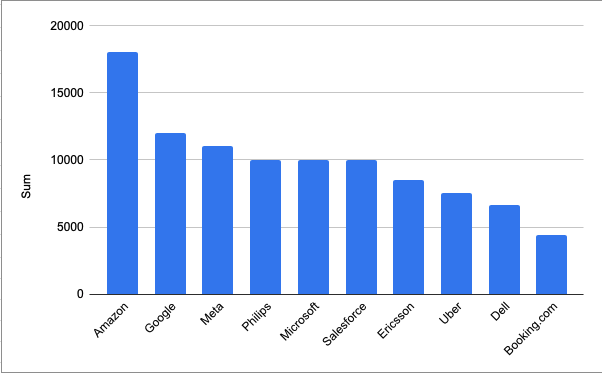 20000
15000
10000
5000
0
Sum
Amazon
Google
Meta
Philips
Microsoft
Salesforce
Ericsson
Uber
Dell
Booking.com